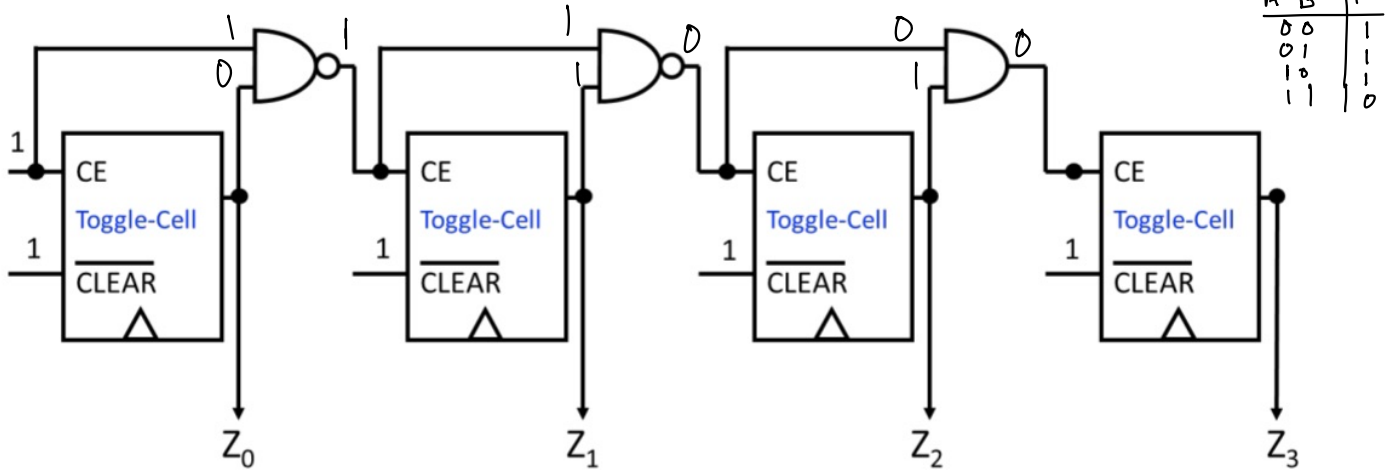 1 1 1 0 0 0
0 1 1
0 0 1
0 1 1
1 0 1
1 1 0
1
CE CE CE CE
Toggle-Cell Toggle-Cell Toggle-Cell Toggle-Cell
1 1 1 1
CLEAR CLEAR CLEAR CLEAR
Z0 Z1 Z2 Z3